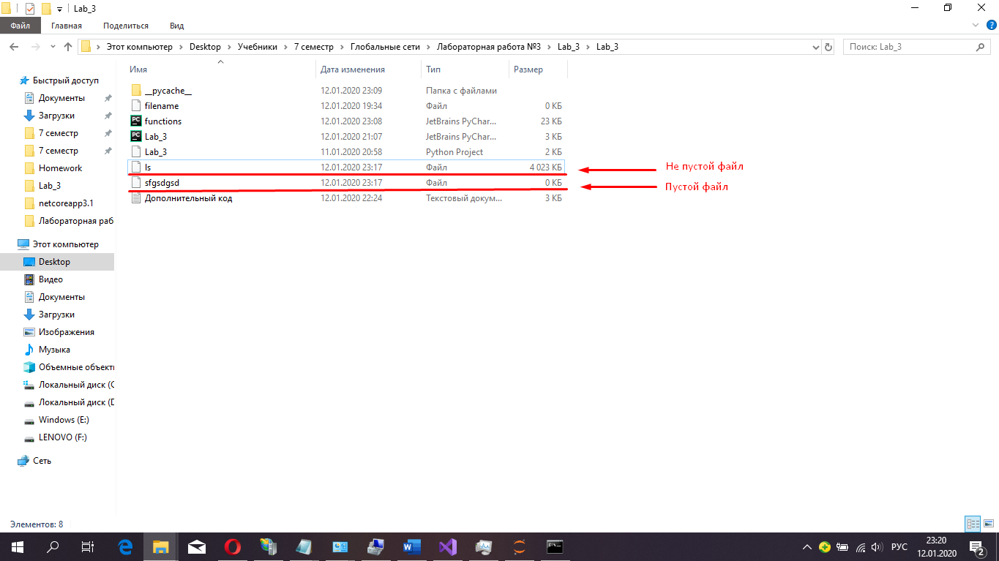 Lab_3
Файл Главная Поделиться Вид
Этот компьютер Desktop Учебники 7 семестр Глобальные сети Лабораторная работа №3 Lab_3 Lab_3 Поиск: Lab_3
Имя Дата изменения Тип Размер
__pycache__ 12.01.2020 23:09 Папка с файлами
filename 12.01.2020 19:34 Файл 0 КБ
functions 12.01.2020 23:08 JetBrains PyChar... 23 КБ
Lab_3 12.01.2020 21:07 JetBrains PyChar... 3 КБ
Lab_3 11.01.2020 20:58 Python Project 2 КБ
ls 12.01.2020 23:17 Файл 4 023 КБ Не пустой файл
sfgsdgsd 12.01.2020 23:17 Файл 0 КБ Пустой файл
Дополнительный код 12.01.2020 22:24 Текстовый докум... 3 КБ
Быстрый доступ
Документы
Загрузки
7 семестр
7 семестр
Homework
Lab_3
netcoreapp3.1
Лабораторная раб
Этот компьютер
Desktop
Видео
Документы
Загрузки
Изображения
Музыка
Объемные объекты
Локальный диск (C
Локальный диск (D
Windows (E:)
LENOVO (F:)
Сеть
Элементов: 8
РУС 23:20
12.01.2020 2